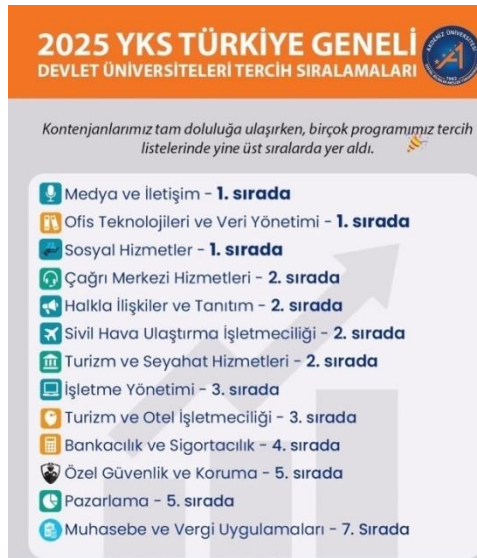 2025 YKS TÜRKİYE GENELİ
DEVLET ÜNİVERSİTELERİ TERCİH SIRALAMALARI
AKDENİZ ÜNİVERSİTESİ
Kontenjanlarımız tam doluluğa ulaşırken, birçok programımız tercih
listelerinde yine üst sıralarda yer aldı.
Medya ve İletişim - 1. sırada
Ofis Teknolojileri ve Veri Yönetimi - 1. sırada
Sosyal Hizmetler - 1. sırada
Çağrı Merkezi Hizmetleri - 2. sırada
Halkla İlişkiler ve Tanıtım - 2. sırada
Sivil Hava Ulaştırma İşletmeciliği - 2. sırada
Turizm ve Seyahat Hizmetleri - 2. sırada
İşletme Yönetimi - 3. sırada
Turizm ve Otel İşletmeciliği - 3. sırada
Bankacılık ve Sigortacılık - 4. sırada
Özel Güvenlik ve Koruma - 5. sırada
Pazarlama - 5. sırada
Muhasebe ve Vergi Uygulamaları - 7. Sırada